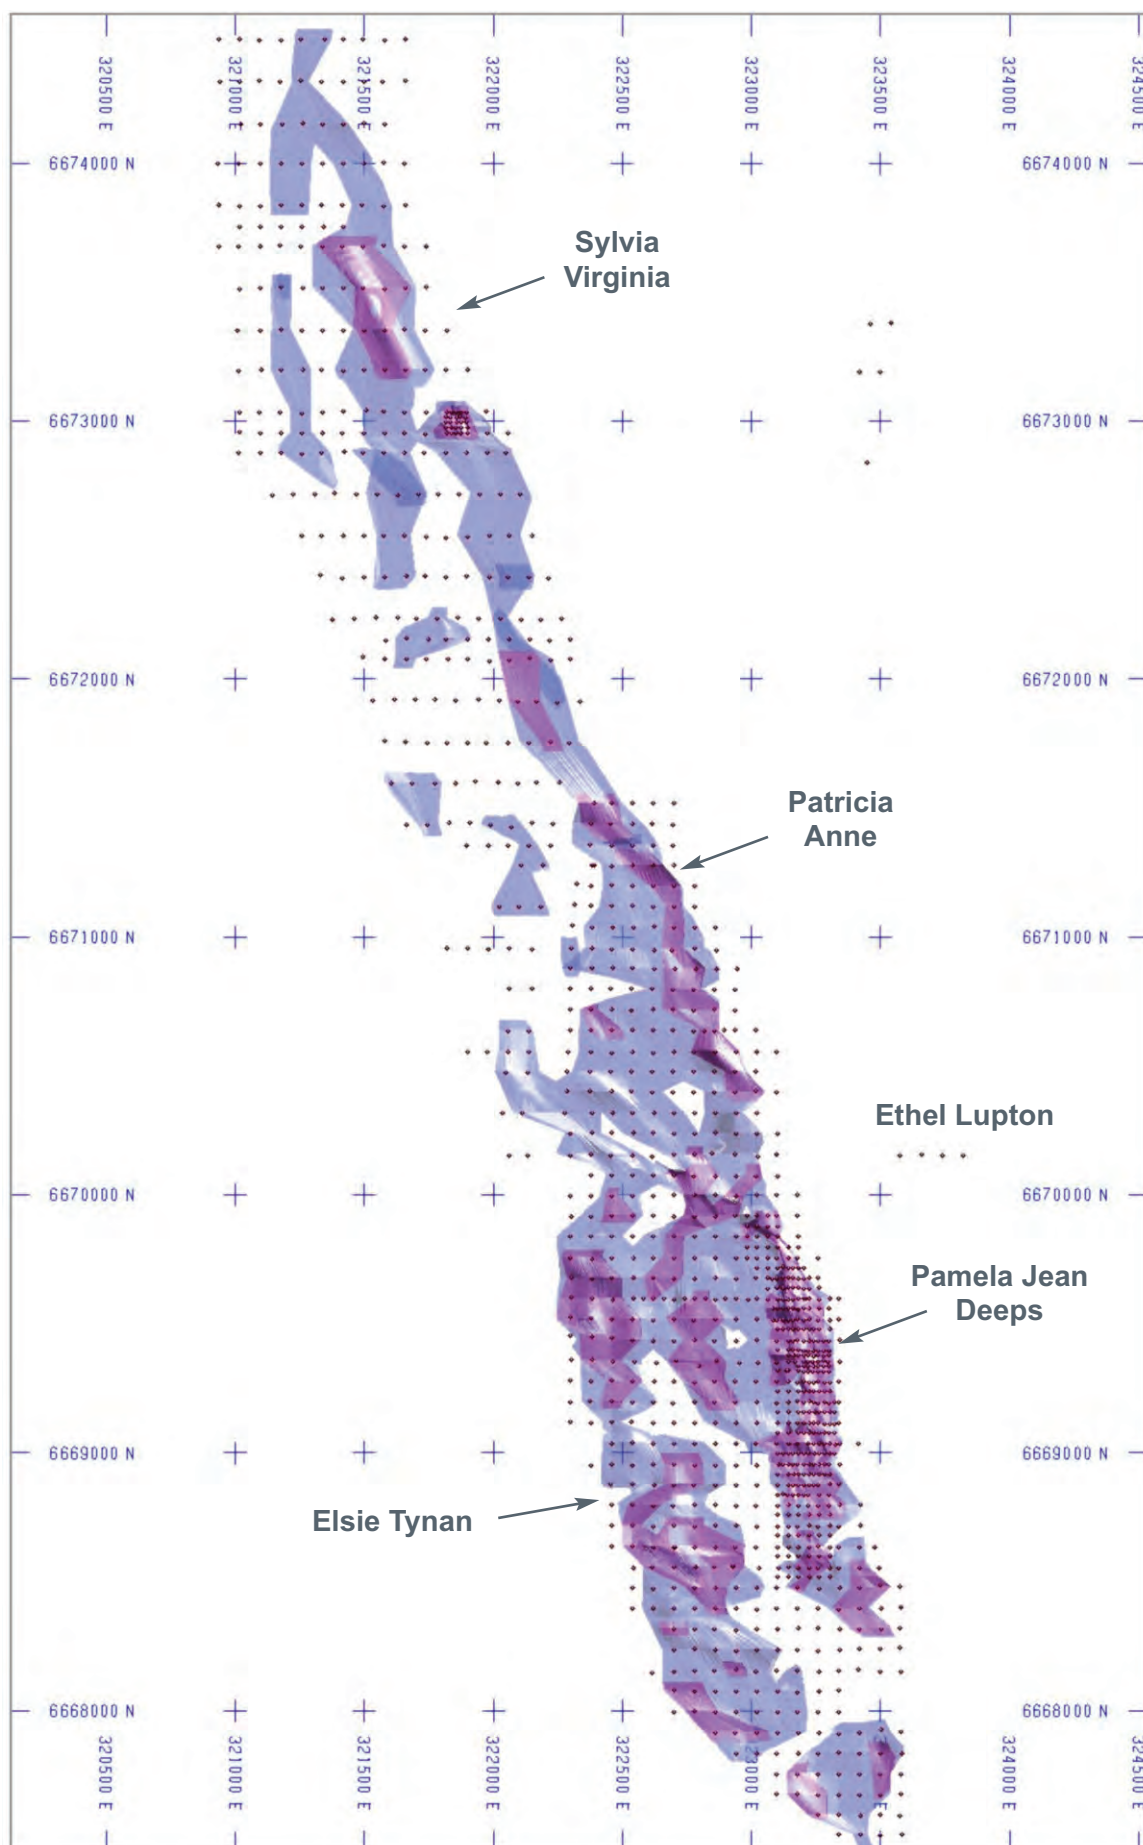 320500 E
321000 E
321500 E
322000 E
322500 E
323000 E
323500 E
324000 E
324500
6674000 N
6674000 N
Sylvia
Virginia
6673000 N
6673000 N
6672000 N
6672000 N
Patricia
Anne
6671000 N
6671000 N
Ethel Lupton
6670000 N
6670000 N
Pamela Jean
Deeps
6669000 N
6669000 N
Elsie Tynan
6668000 N
6668000 N
320500 E
321000 E
321500 E
322000 E
322500 E
323000 E
323500 E
324000 E
324500 E